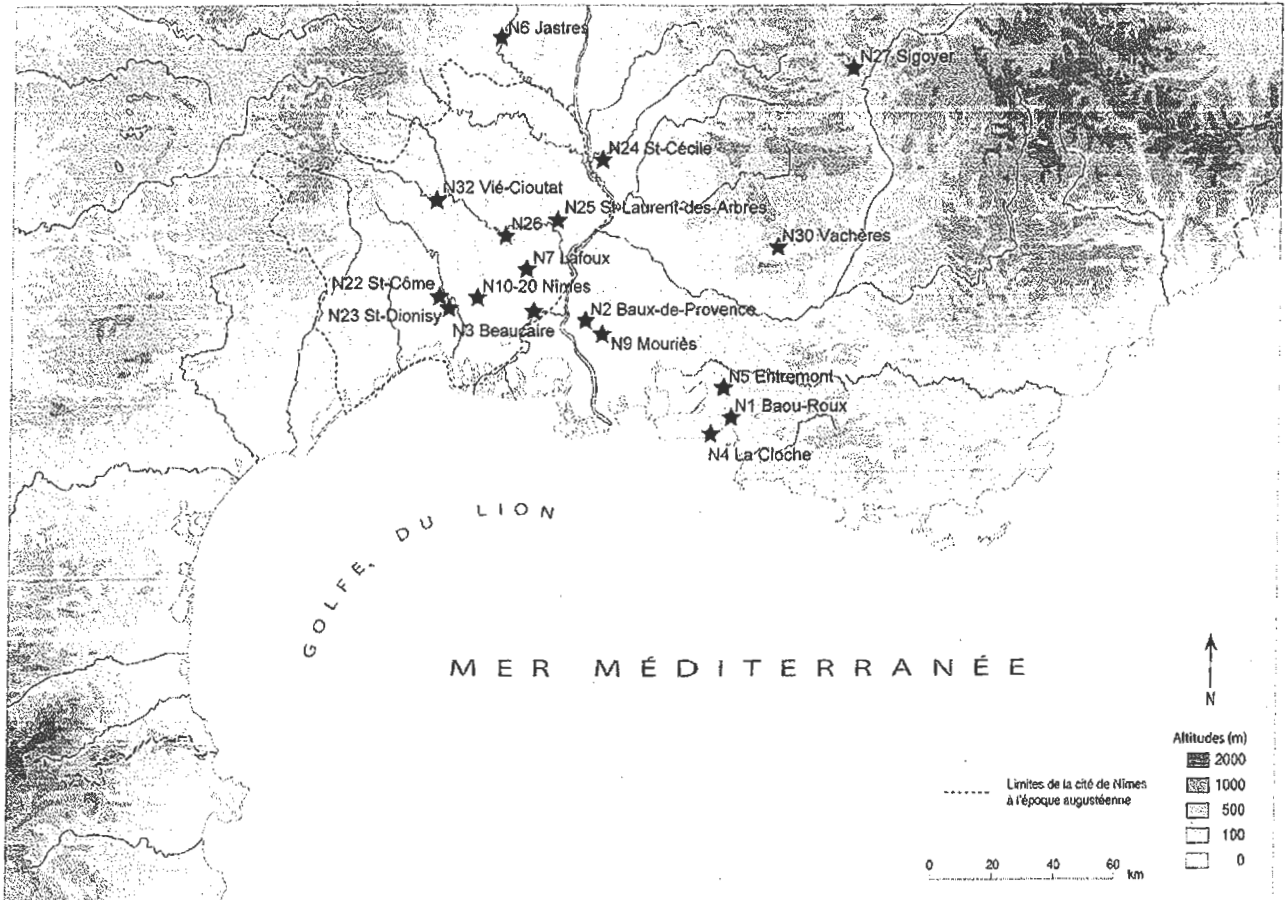 N6 Jastres
N27 Sigoyer
N24 St-Cécile
N32 Vié-Cioutat
N25 St-Laurent-des-Arbres
N26
N30 Vachères
N7 Lafoux
N22 St-Côme
N10-20 Nîmes
N23 St-Dionisy
N3 Beaucaire
N2 Baux-de-Provence
N9 Mouriès
N5 Entremont
N1 Baou-Roux
N4 La Cloche
GOLFE DU LION
MER MÉDITERRANÉE
N
Altitudes (m)
2000
1000
500
100
0
Limites de la cité de Nîmes
à l'époque augustéenne
0 20 40 60
km